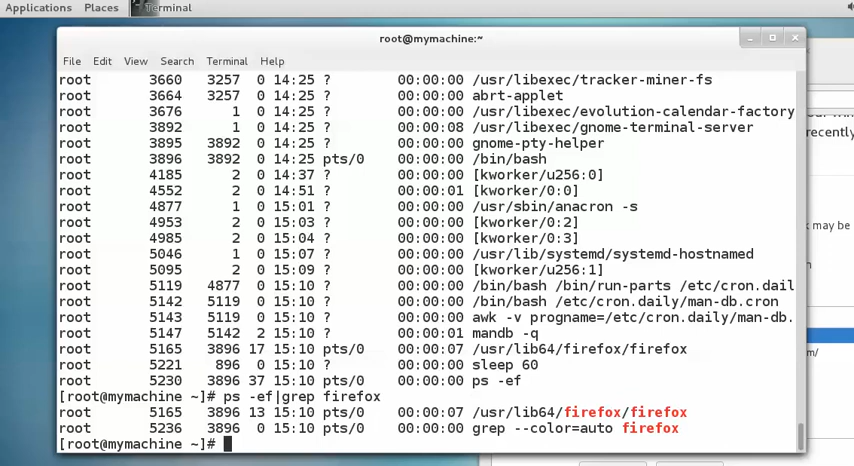 Applications Places Terminal
root@mymachine:~
File Edit View Search Terminal Help
root 3660 3257 0 14:25 ? 00:00:00 /usr/libexec/tracker-miner-fs
root 3664 3257 0 14:25 ? 00:00:00 abrt-applet
root 3676 1 0 14:25 ? 00:00:00 /usr/libexec/evolution-calendar-factory
root 3892 1 0 14:25 ? 00:00:08 /usr/libexec/gnome-terminal-server
root 3895 3892 0 14:25 ? 00:00:00 gnome-pty-helper
root 3896 3892 0 14:25 pts/0 00:00:00 /bin/bash
root 4185 2 0 14:37 ? 00:00:00 [kworker/u256:0]
root 4552 2 0 14:51 ? 00:00:01 [kworker/0:0]
root 4877 1 0 15:01 ? 00:00:00 /usr/sbin/anacron -s
root 4953 2 0 15:03 ? 00:00:00 [kworker/0:2]
root 4985 2 0 15:04 ? 00:00:00 [kworker/0:3]
root 5046 1 0 15:07 ? 00:00:00 /usr/lib/systemd/systemd-hostnamed
root 5095 2 0 15:09 ? 00:00:00 [kworker/u256:1]
root 5119 4877 0 15:10 ? 00:00:00 /bin/bash /bin/run-parts /etc/cron.dail
root 5142 5119 0 15:10 ? 00:00:00 /bin/bash /etc/cron.daily/man-db.cron
root 5143 5119 0 15:10 ? 00:00:00 awk -v progname=/etc/cron.daily/man-db.
root 5147 5142 2 15:10 ? 00:00:01 mandb -q
root 5165 3896 17 15:10 pts/0 00:00:07 /usr/lib64/firefox/firefox
root 5221 896 0 15:10 ? 00:00:00 sleep 60
root 5230 3896 37 15:10 pts/0 00:00:00 ps -ef
[root@mymachine ~]# ps -ef|grep firefox
root 5165 3896 13 15:10 pts/0 00:00:07 /usr/lib64/firefox/firefox
root 5236 3896 0 15:10 pts/0 00:00:00 grep --color=auto firefox
[root@mymachine ~]#
recently
may be
m/